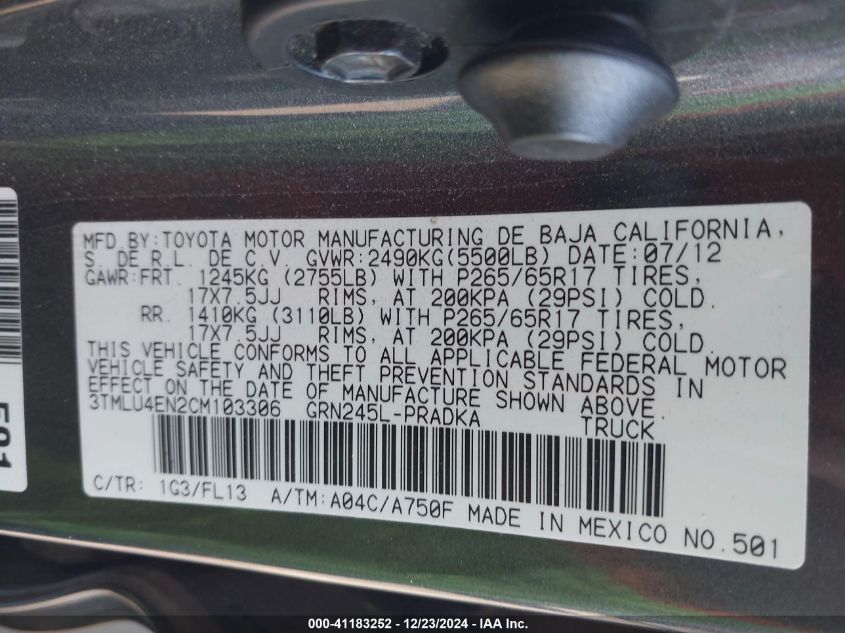 MFD.BY:TOYOTA MOTOR MANUFACTURING DE BAJA CALIFORNIA,
S. DE R.L. DE C.V. GVWR:2490KG(5500LB) DATE:07/12
GAWR:FRT. 1245KG (2755LB) WITH P265/65R17 TIRES,
17X7.5JJ RIMS, AT 200KPA (29PSI) COLD.
RR. 1410KG (3110LB) WITH P265/65R17 TIRES,
17X7.5JJ RIMS, AT 200KPA (29PSI) COLD.
THIS VEHICLE CONFORMS TO ALL APPLICABLE FEDERAL MOTOR
VEHICLE SAFETY AND THEFT PREVENTION STANDARDS IN
EFFECT ON THE DATE OF MANUFACTURE SHOWN ABOVE.
3TMLU4EN2CM103306 GRN245L-PRADKA TRUCK
C/TR: 1G3/FL13 A/TM:A04C/A750F MADE IN MEXICO NO.501
501
000-41183252 - 12/23/2024 - IAA Inc.